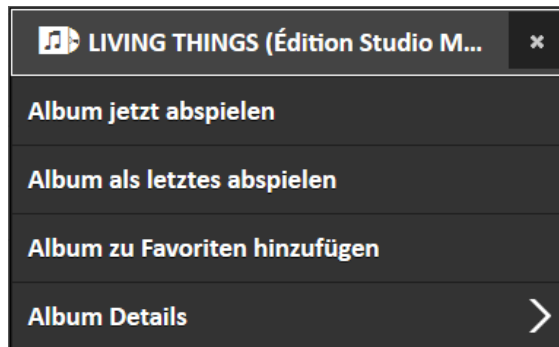 LIVING THINGS (Édition Studio M...
Album jetzt abspielen
Album als letztes abspielen
Album zu Favoriten hinzufügen
Album Details